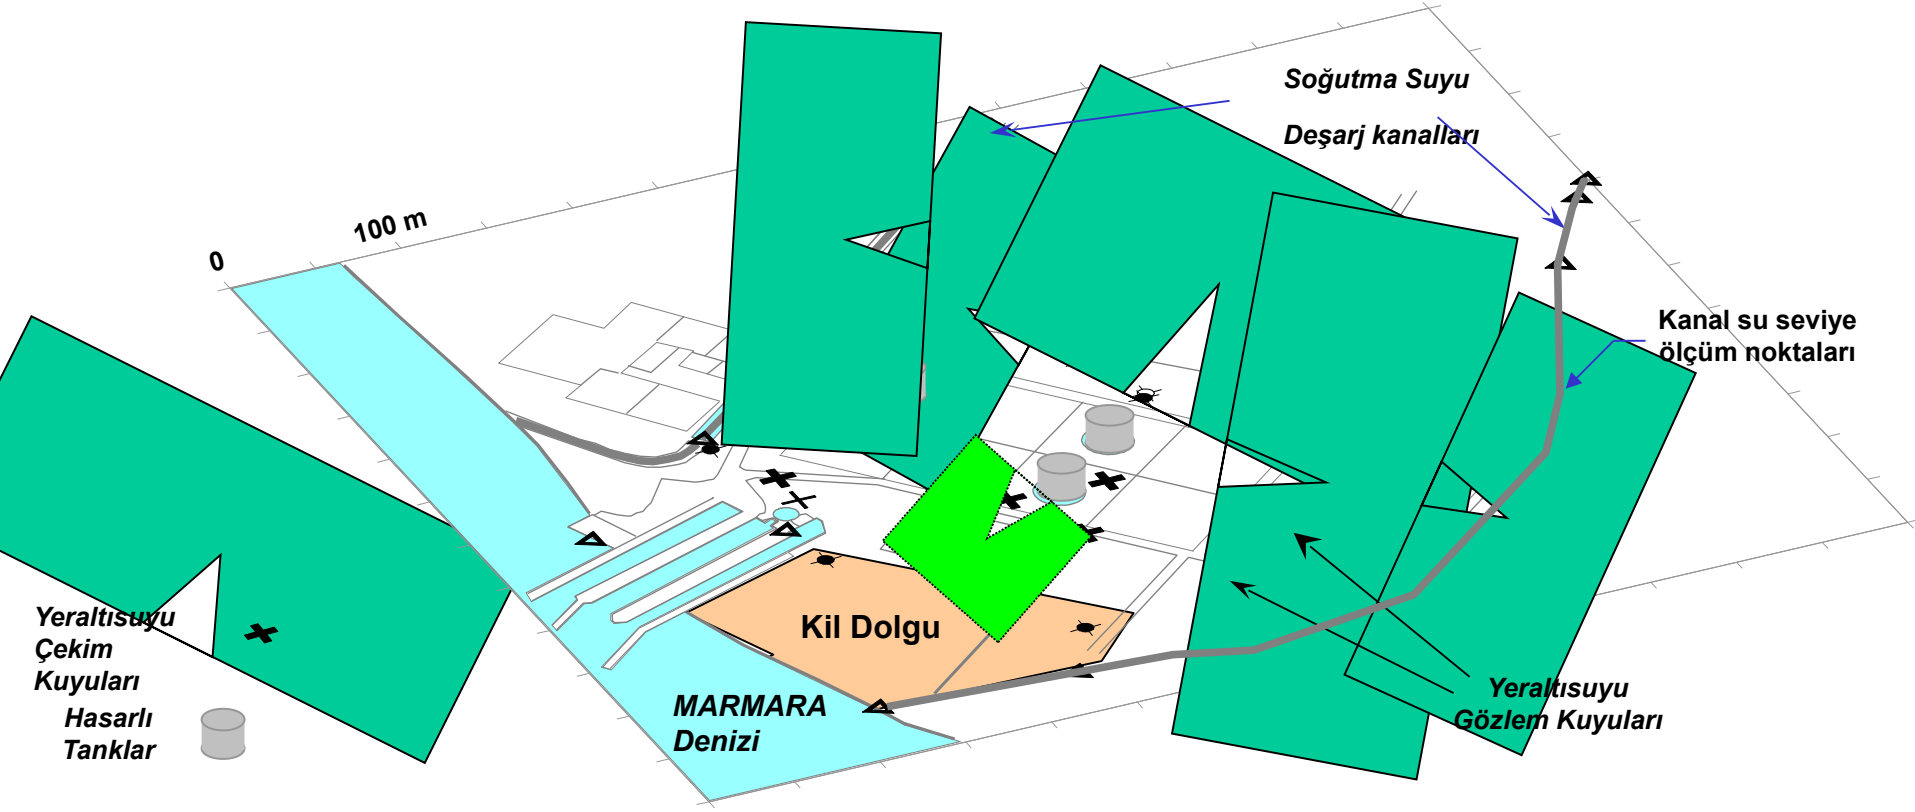 Soğutma Suyu
Deşarj kanalları
100 m
0
Kanal su seviye
ölçüm noktaları
Kil Dolgu
Yeraltısuyu
Çekim
Kuyuları
Hasarlı
Tanklar
MARMARA
Denizi
Yeraltısuyu
Gözlem Kuyuları